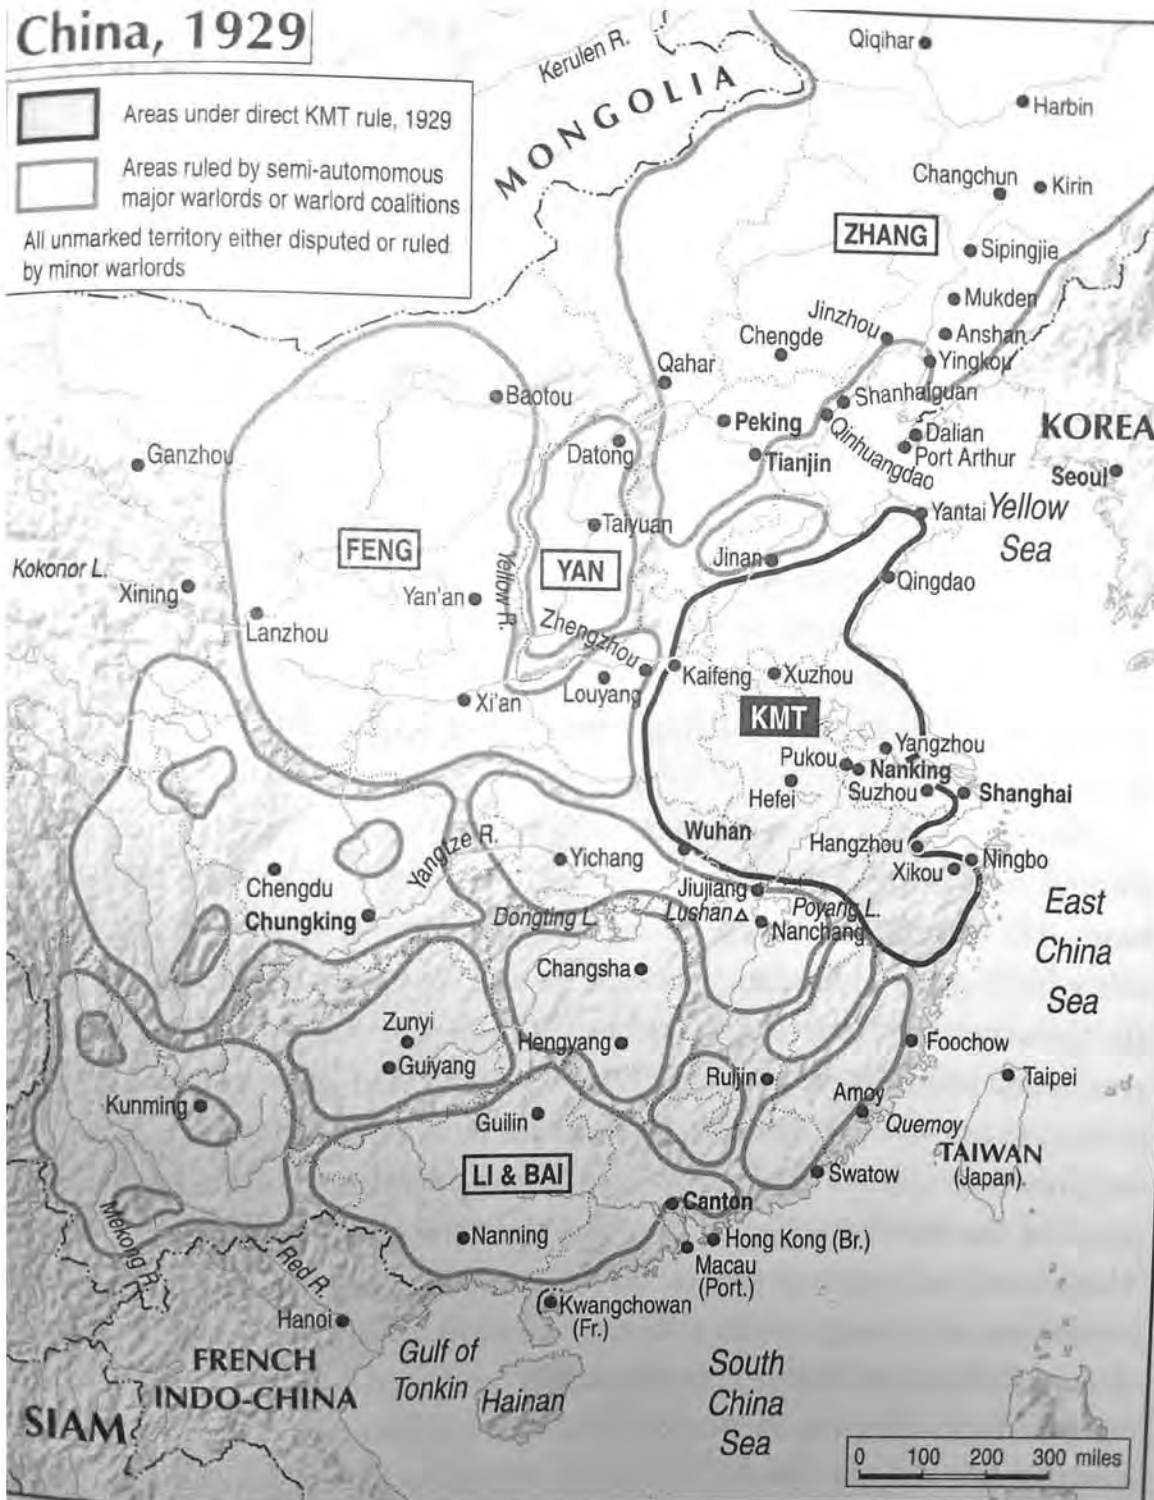 China, 1929
Areas under direct KMT rule, 1929
Areas ruled by semi-automomous
major warlords or warlord coalitions
All unmarked territory either disputed or ruled
by minor warlords
Kerulen R.
MONGOLIA
Qiqihar
Harbin
Changchun
Kirin
ZHANG
Sipingjie
Mukden
Jinzhou
Anshan
Chengde
Yingkou
Qahar
Shanhaiguan
Baotou
Peking
Qinhuangdao
Dalian
Port Arthur
KOREA
Seoul
Datong
Tianjin
Ganzhou
Yantai
Yellow
Sea
Taiyuan
FENG
YAN
Jinan
Qingdao
Kokonor L.
Xining
Yan'an
Yellow R.
Lanzhou
Zhengzhou
Kaifeng
Xuzhou
Louyang
Xi'an
KMT
Yangzhou
Pukou
Nanking
Hefei
Suzhou
Shanghai
Wuhan
Hangzhou
Ningbo
Xikou
Yangtze R.
Yichang
Chengdu
Chungking
Jiujiang
Lushan
Poyang L.
Nanchang
Dongting L.
East
China
Sea
Changsha
Zunyi
Hengyang
Foochow
Guiyang
Ruijin
Taipei
Kunming
Guilin
Amoy
Quemoy
TAIWAN
(Japan)
LI & BAI
Swatow
Canton
Mekong R.
Nanning
Hong Kong (Br.)
Macau
(Port.)
Red R.
Kwangchowan
(Fr.)
Hanoi
FRENCH
INDO-CHINA
Gulf of
Tonkin
Hainan
South
China
Sea
SIAM
0 100 200 300 miles